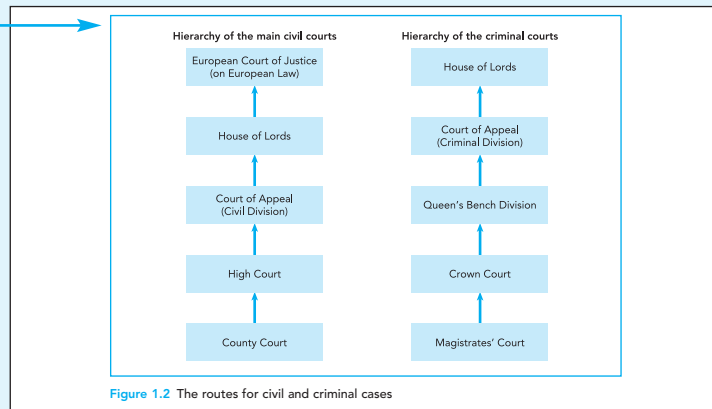 Hierarchy of the main civil courts
European Court of Justice
(on European Law)
House of Lords
Court of Appeal
(Civil Division)
High Court
County Court
Hierarchy of the criminal courts
House of Lords
Court of Appeal
(Criminal Division)
Queen's Bench Division
Crown Court
Magistrates' Court
Figure 1.2 The routes for civil and criminal cases